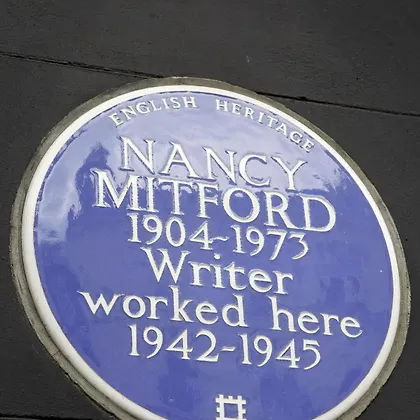 ENGLISH HERITAGE
NANCY
MITFORD
1904-1973
Writer
worked here
1942-1945